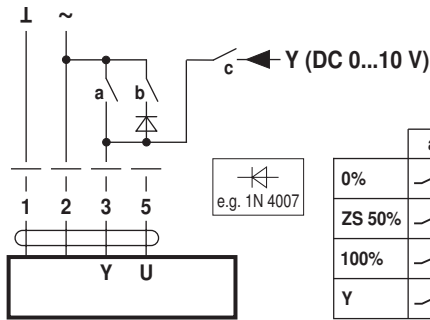 ⊥ ~
a b c Y (DC 0...10 V)
1 2 3 5
Y U
e.g. 1N 4007
a
0%
ZS 50%
100%
Y